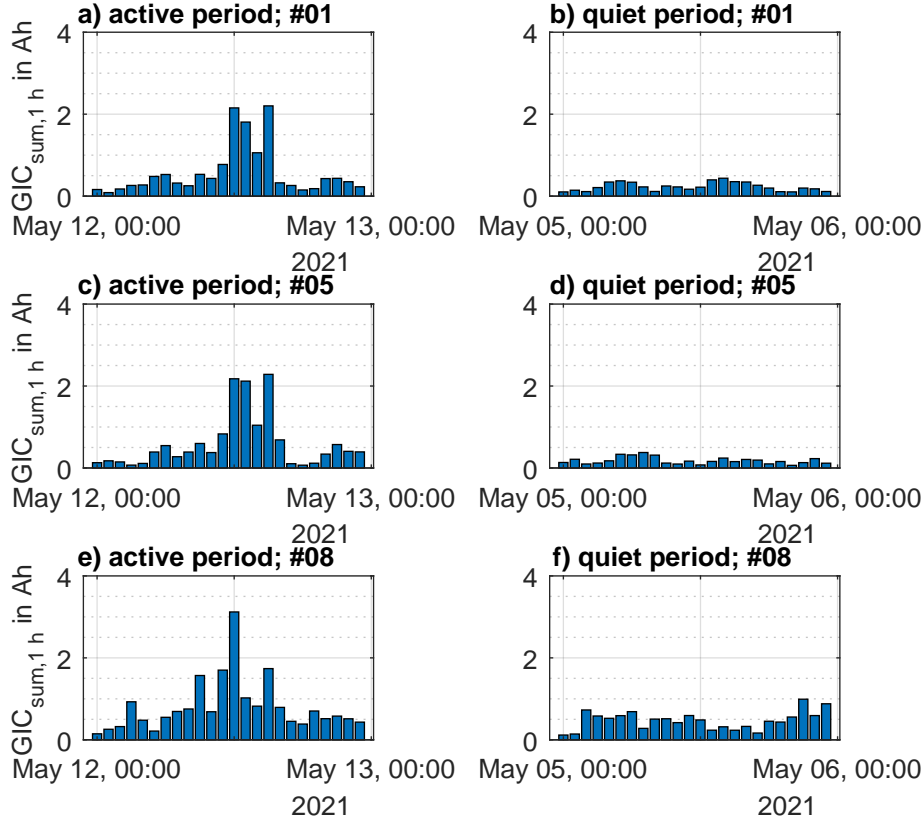 a) active period; #01
4
2
0
GIC_sum,1 h in Ah
May 12, 00:00
May 13, 00:00
2021
b) quiet period; #01
4
2
0
May 05, 00:00
May 06, 00:00
2021
c) active period; #05
4
2
0
GIC_sum,1 h in Ah
May 12, 00:00
May 13, 00:00
2021
d) quiet period; #05
4
2
0
May 05, 00:00
May 06, 00:00
2021
e) active period; #08
4
2
0
GIC_sum,1 h in Ah
May 12, 00:00
May 13, 00:00
2021
f) quiet period; #08
4
2
0
May 05, 00:00
May 06, 00:00
2021